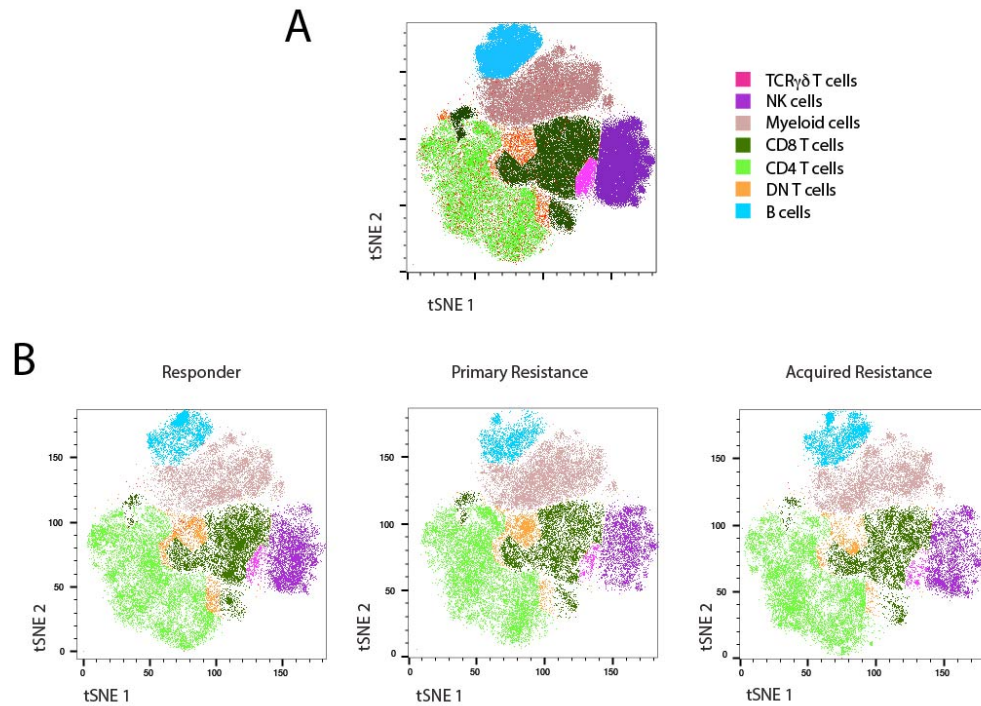 A
TCRγδ T cells
NK cells
Myeloid cells
CD8 T cells
CD4 T cells
DN T cells
B cells
tSNE 2
tSNE 1
B
Responder
Primary Resistance
Acquired Resistance
150
100
50
0
tSNE 2
0 50 100 150
tSNE 1
150
100
50
0
tSNE 2
0 50 100 150
tSNE 1
150
100
50
0
tSNE 2
0 50 100 150
tSNE 1